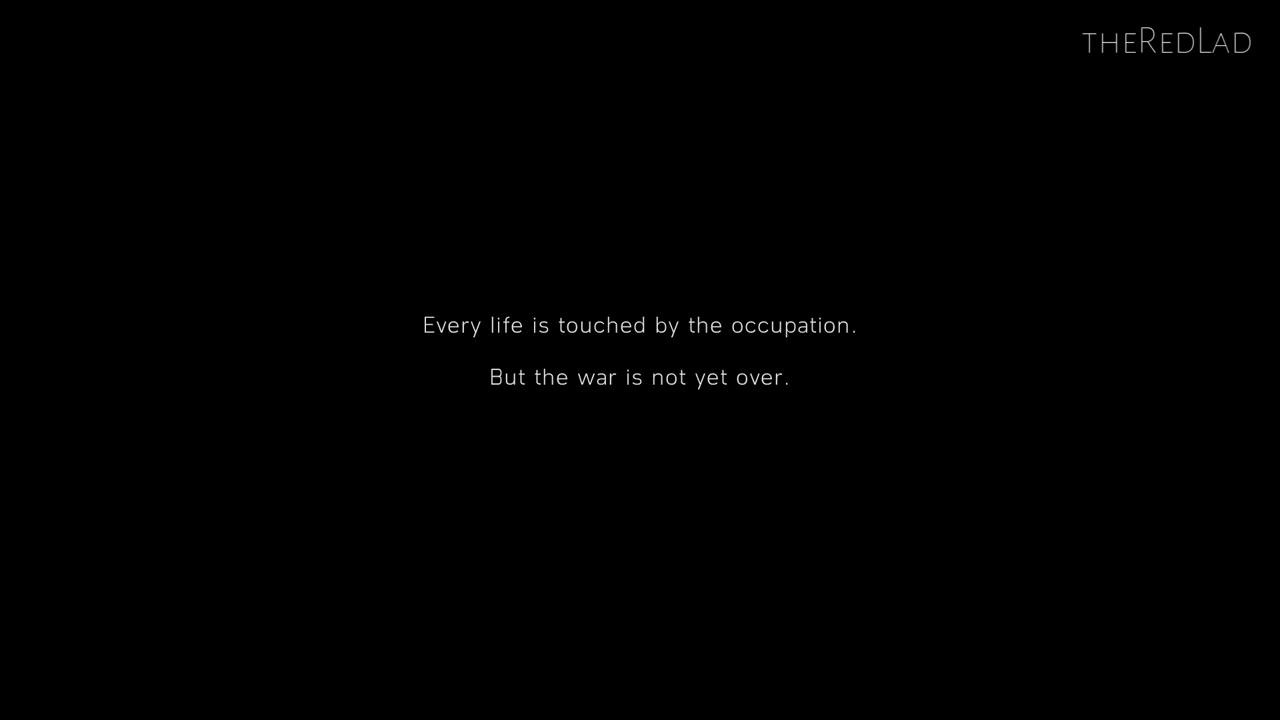 THEREDLAD
Every life is touched by the occupation.
But the war is not yet over.